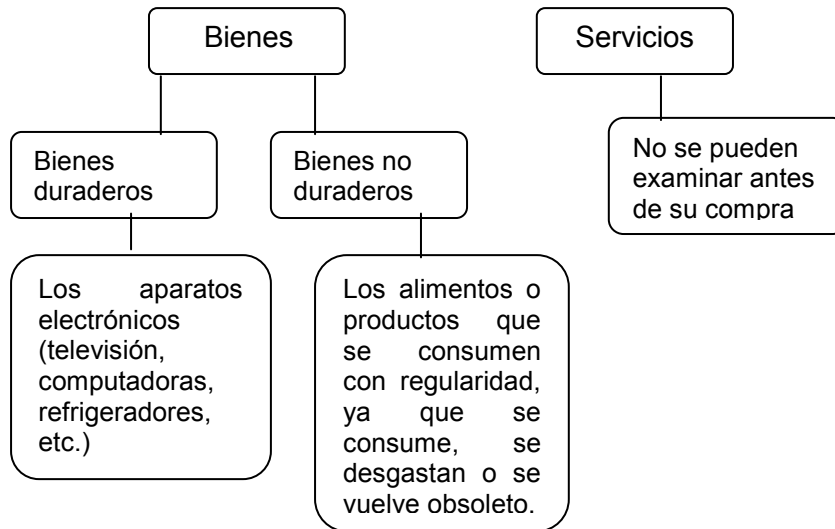 Bienes
Servicios
Bienes
duraderos
Bienes no
duraderos
No se pueden
examinar antes
de su compra
Los aparatos
electrónicos
(televisión,
computadoras,
refrigeradores,
etc.)
Los alimentos o
productos que
se consumen
con regularidad,
ya que se
consume, se
desgastan o se
vuelve obsoleto.